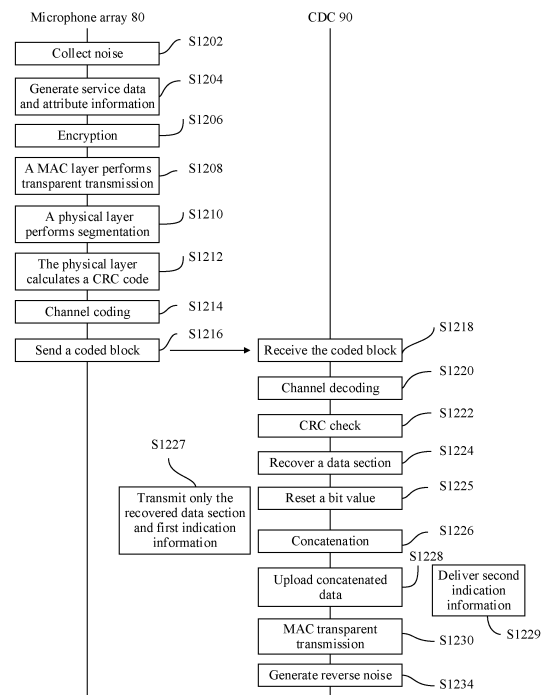 Microphone array 80
CDC 90
Collect noise
S1202
Generate service data
and attribute information
S1204
Encryption
S1206
A MAC layer performs
transparent transmission
S1208
A physical layer
performs segmentation
S1210
The physical layer
calculates a CRC code
S1212
Channel coding
S1214
Send a coded block
S1216
Receive the coded block
S1218
Channel decoding
S1220
CRC check
S1222
Recover a data section
S1224
S1227
Transmit only the
recovered data section
and first indication
information
Reset a bit value
S1225
Concatenation
S1226
Upload concatenated
data
S1228
Deliver second
indication
information
S1229
MAC transparent
transmission
S1230
Generate reverse noise
S1234